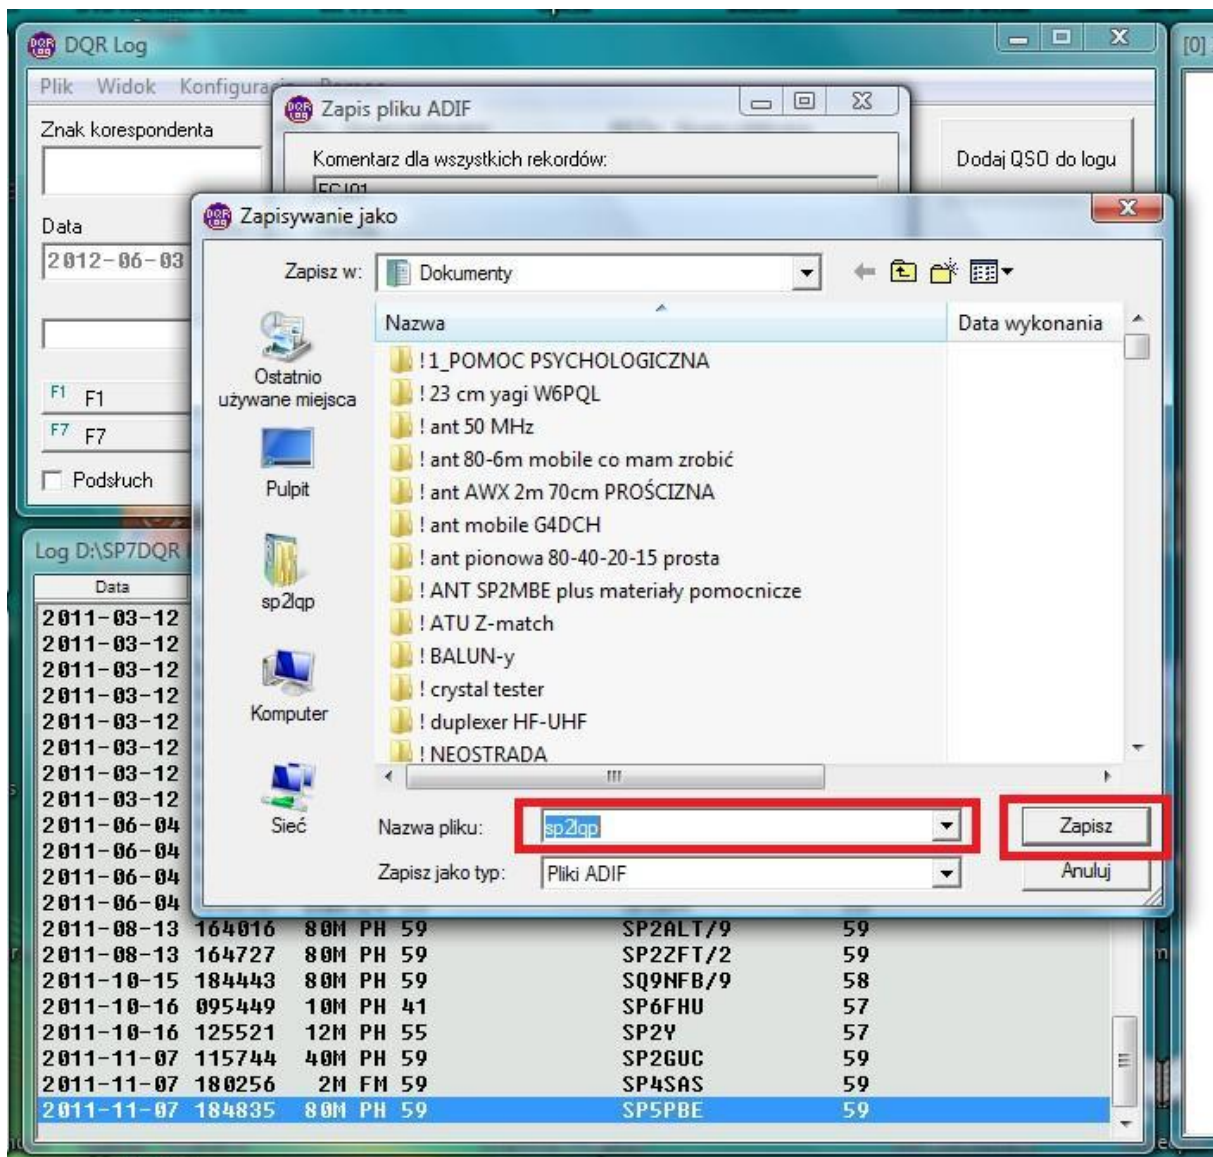 DQR Log
[0]
Plik Widok Konfiguracja Pomoc
Zapis pliku ADIF
Znak korespondenta
Komentarz dla wszystkich rekordów:
Dodaj QSO do logu
Data
2012-06-03
Zapisywanie jako
Zapisz w:
Dokumenty
Nazwa
Data wykonania
Ostatnio
używane miejsca
Pulpit
sp2lqp
Komputer
Sieć
! 1_POMOC PSYCHOLOGICZNA
! 23 cm yagi W6PQL
! ant 50 MHz
! ant 80-6m mobile co mam zrobić
! ant AWX 2m 70cm PROŚCIZNA
! ant mobile G4DCH
! ant pionowa 80-40-20-15 prosta
! ANT SP2MBE plus materiały pomocnicze
! ATU Z-match
! BALUN-y
! crystal tester
! duplexer HF-UHF
! NEOSTRADA
Nazwa pliku:
sp2lqp
Zapisz
Zapisz jako typ:
Pliki ADIF
Anuluj
F1 F1
F7 F7
Podsłuch
Log D:\SP7DQR
Data
2011-03-12
2011-03-12
2011-03-12
2011-03-12
2011-03-12
2011-03-12
2011-03-12
2011-03-12
2011-06-04
2011-06-04
2011-06-04
2011-06-04
2011-08-13 164016 80M PH 59 SP2ALT/9 59
2011-08-13 164727 80M PH 59 SP2ZFT/2 59
2011-10-15 184443 80M PH 59 SQ9NFB/9 58
2011-10-16 095449 10M PH 41 SP6FHU 57
2011-10-16 125521 12M PH 55 SP2Y 57
2011-11-07 115744 40M PH 59 SP2GUC 59
2011-11-07 180256 2M FM 59 SP4SAS 59
2011-11-07 184835 80M PH 59 SP5PBE 59